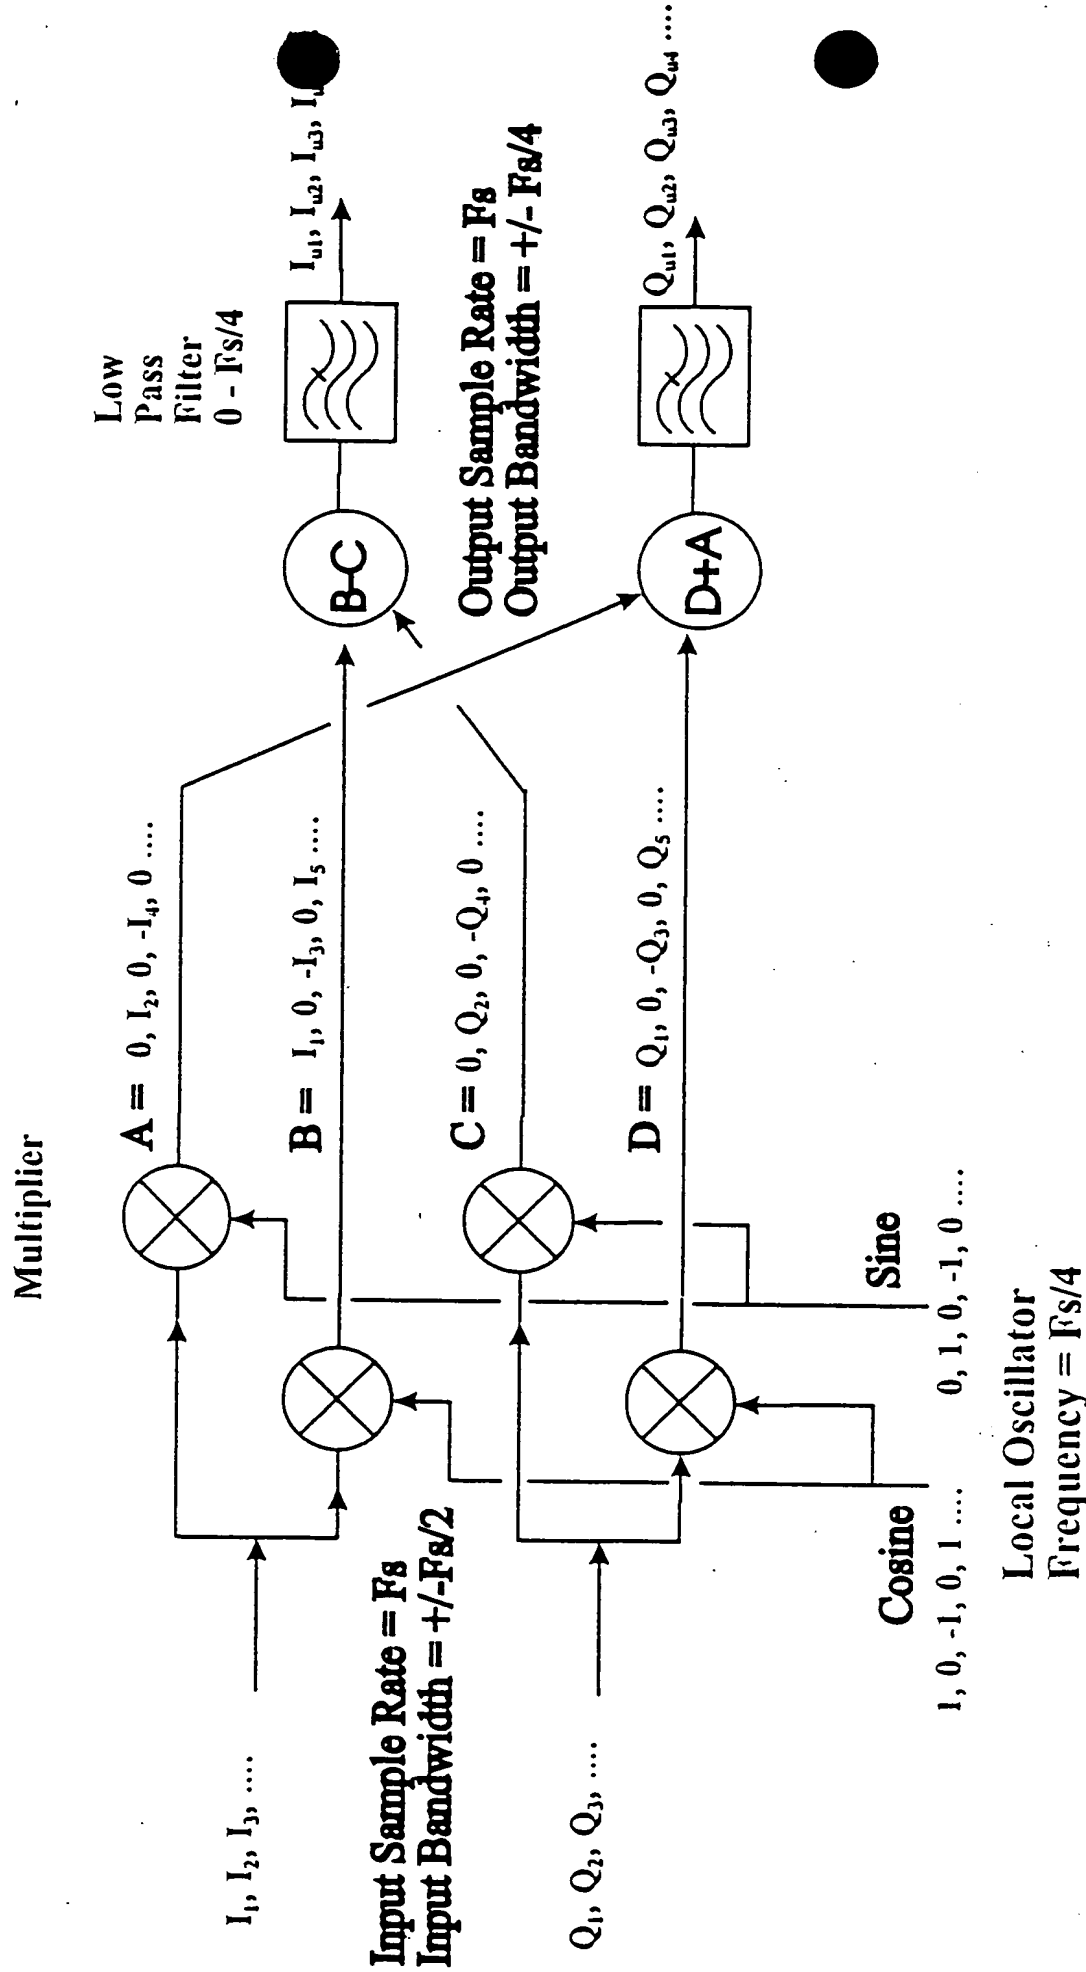 Multiplier
Low
Pass
Filter
0 - Fs/4
A = 0, I2, 0, -I4, 0 ....
Iu1, Iu2, Iu3, Iu
I1, I2, I3, ....
B = I1, 0, -I3, 0, I5 ....
B-C
Input Sample Rate = Fs
Input Bandwidth = +/-Fs/2
C = 0, Q2, 0, -Q4, 0 ....
Output Sample Rate = Fs
Output Bandwidth = +/- Fs/4
Q1, Q2, Q3, ....
D = Q1, 0, -Q3, 0, Q5 ....
D+A
Qu1, Qu2, Qu3, Qu4 ....
Cosine
1, 0, -1, 0, 1 ....
Sine
0, 1, 0, -1, 0 ....
Local Oscillator
Frequency = Fs/4